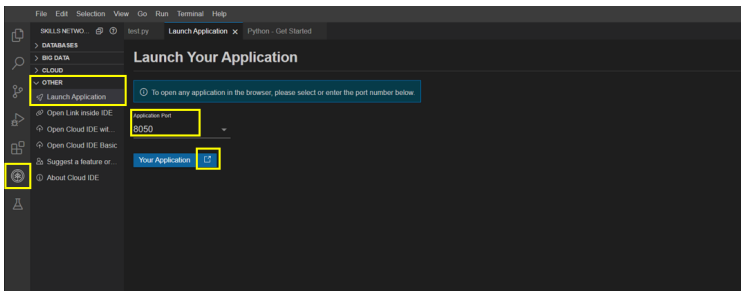 File Edit Selection View Go Run Terminal Help
SKILLS NETWO...
test.py Launch Application × Python - Get Started
DATABASES
BIG DATA
CLOUD
OTHER
Launch Application
Open Link inside IDE
Open Cloud IDE wit...
Open Cloud IDE Basic
Suggest a feature or...
About Cloud IDE
Launch Your Application
To open any application in the browser, please select or enter the port number below.
Application Port
8050
Your Application